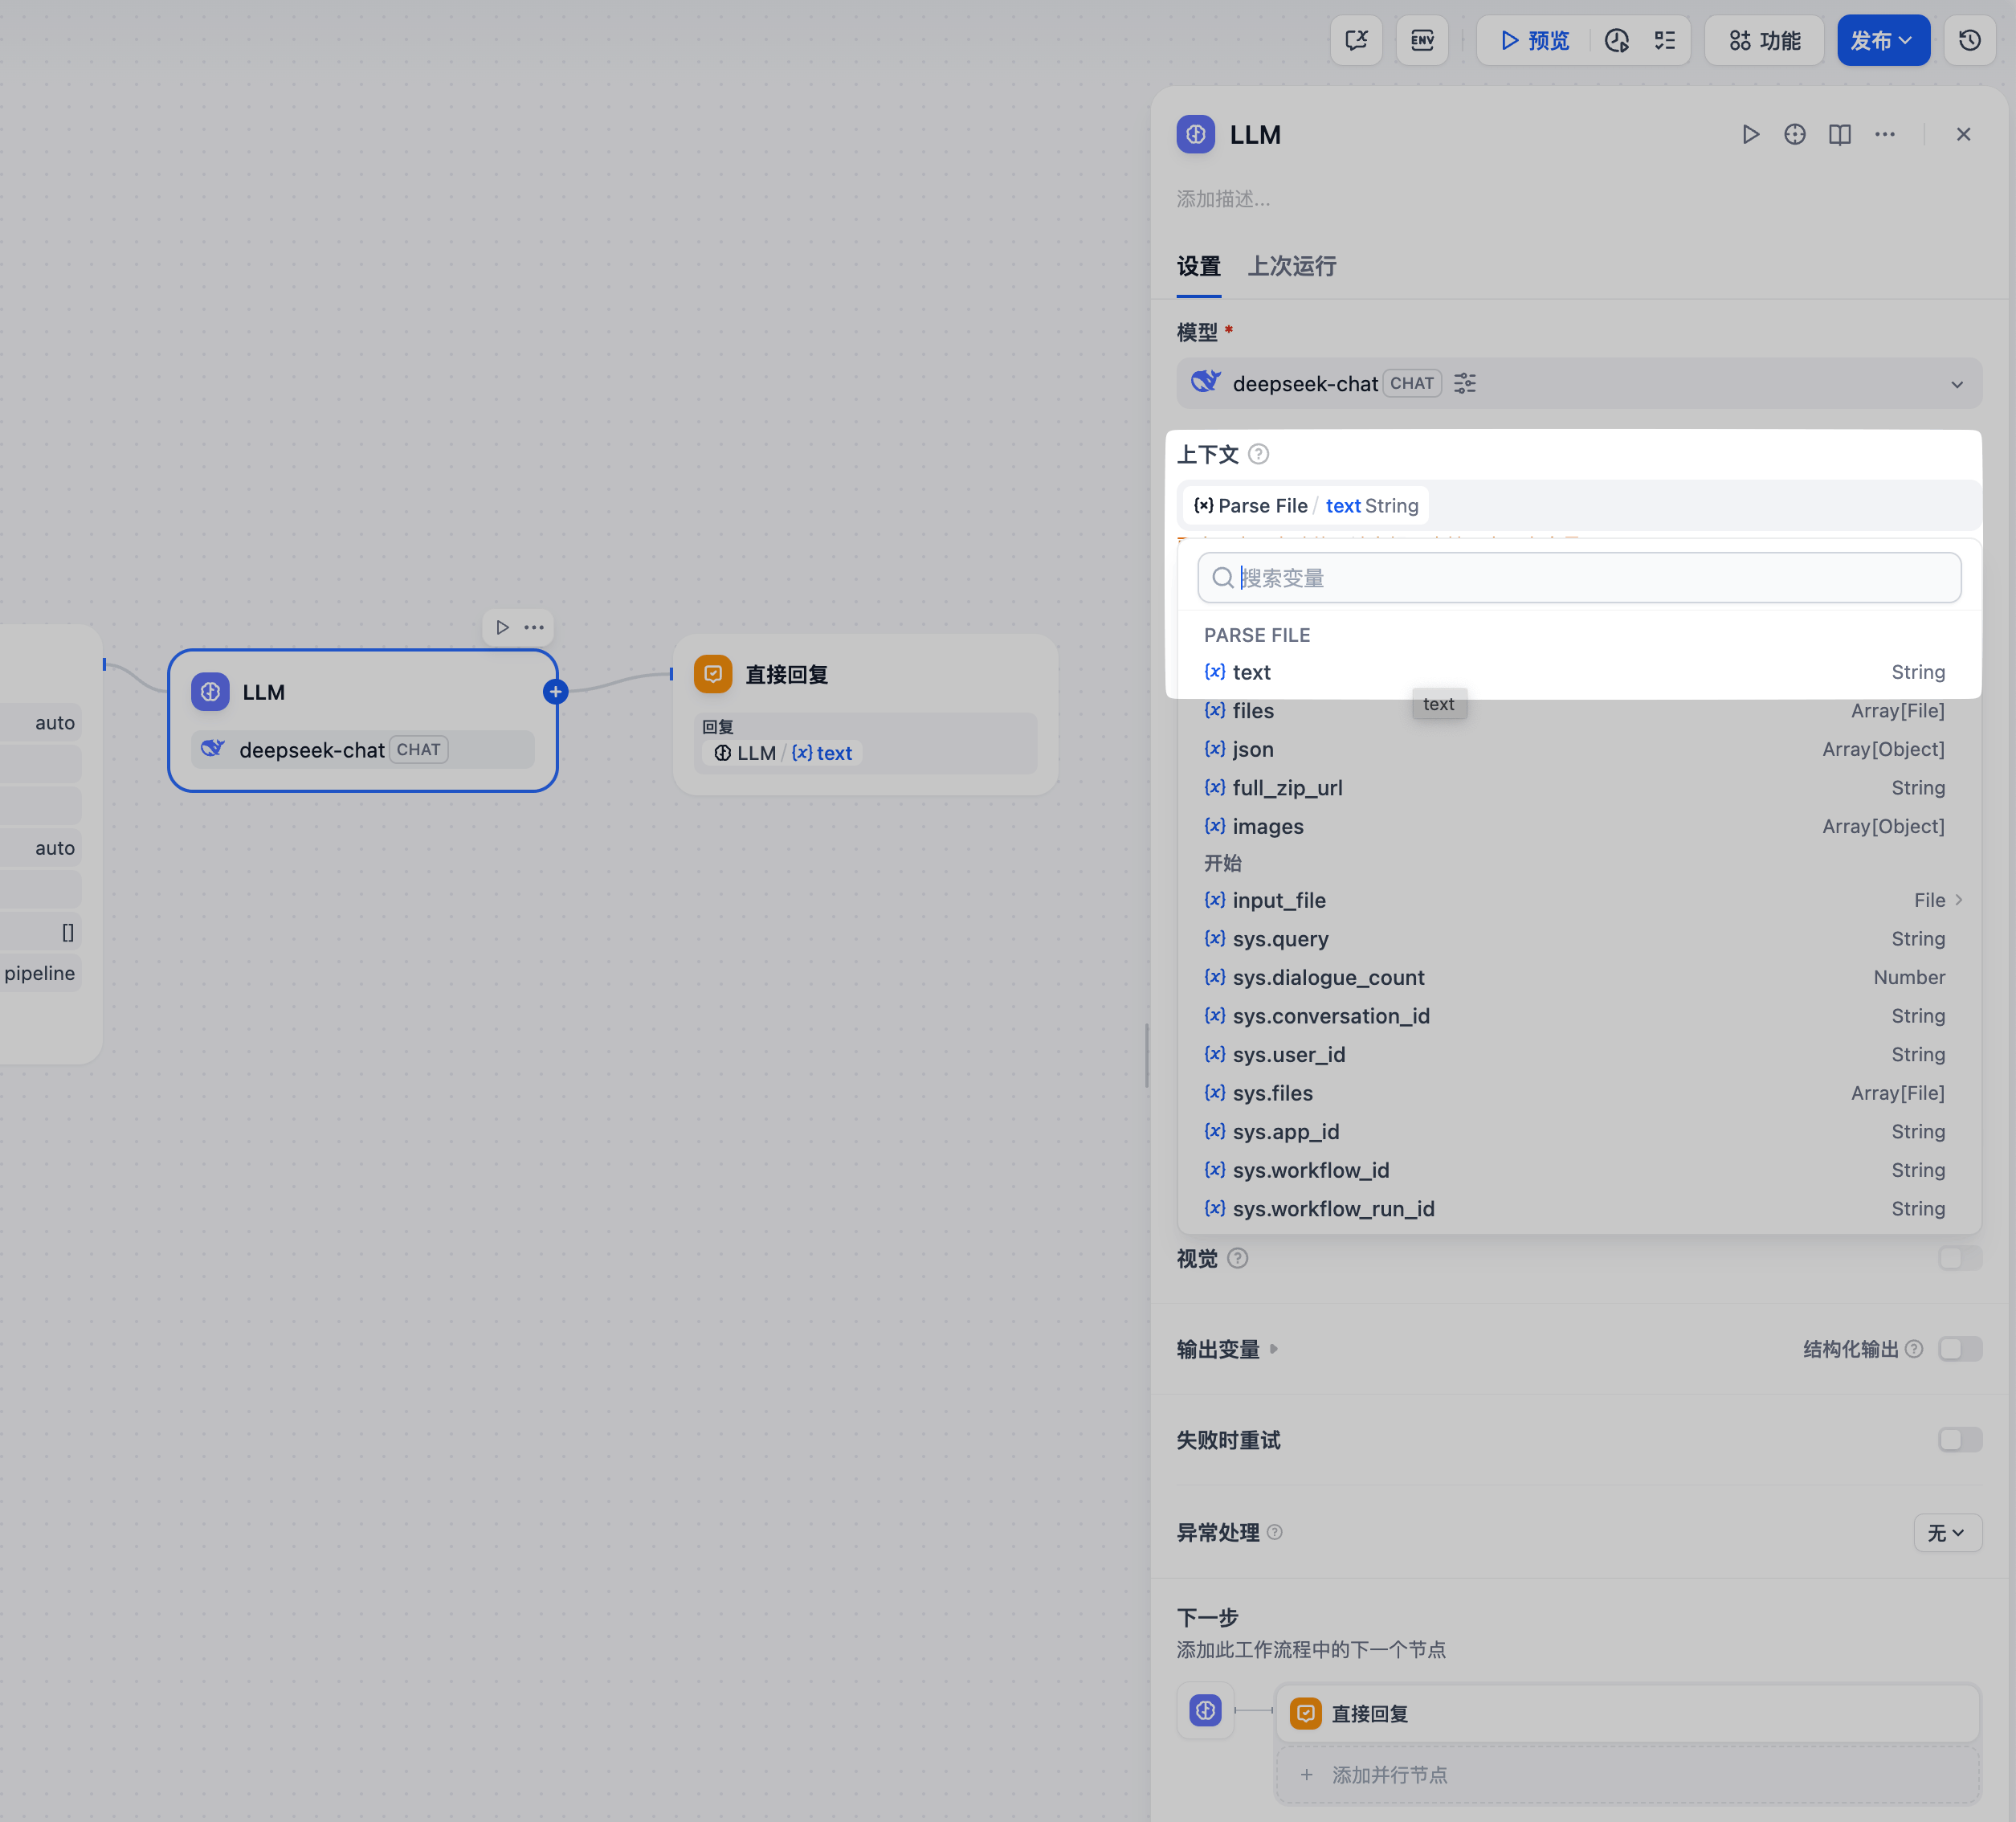 ENV
预览
功能
发布
LLM
添加描述...
设置 上次运行
模型 *
deepseek-chat CHAT
上下文
{x} Parse File / text String
搜索变量
PARSE FILE
{x} text String
text
{x} files Array[File]
{x} json Array[Object]
{x} full_zip_url String
{x} images Array[Object]
开始
{x} input_file File
{x} sys.query String
{x} sys.dialogue_count Number
{x} sys.conversation_id String
{x} sys.user_id String
{x} sys.files Array[File]
{x} sys.app_id String
{x} sys.workflow_id String
{x} sys.workflow_run_id String
视觉
输出变量 结构化输出
失败时重试
异常处理 无
下一步
添加此工作流程中的下一个节点
直接回复
+ 添加并行节点
auto
auto
[]
pipeline
LLM
deepseek-chat CHAT
直接回复
回复
LLM / {x} text